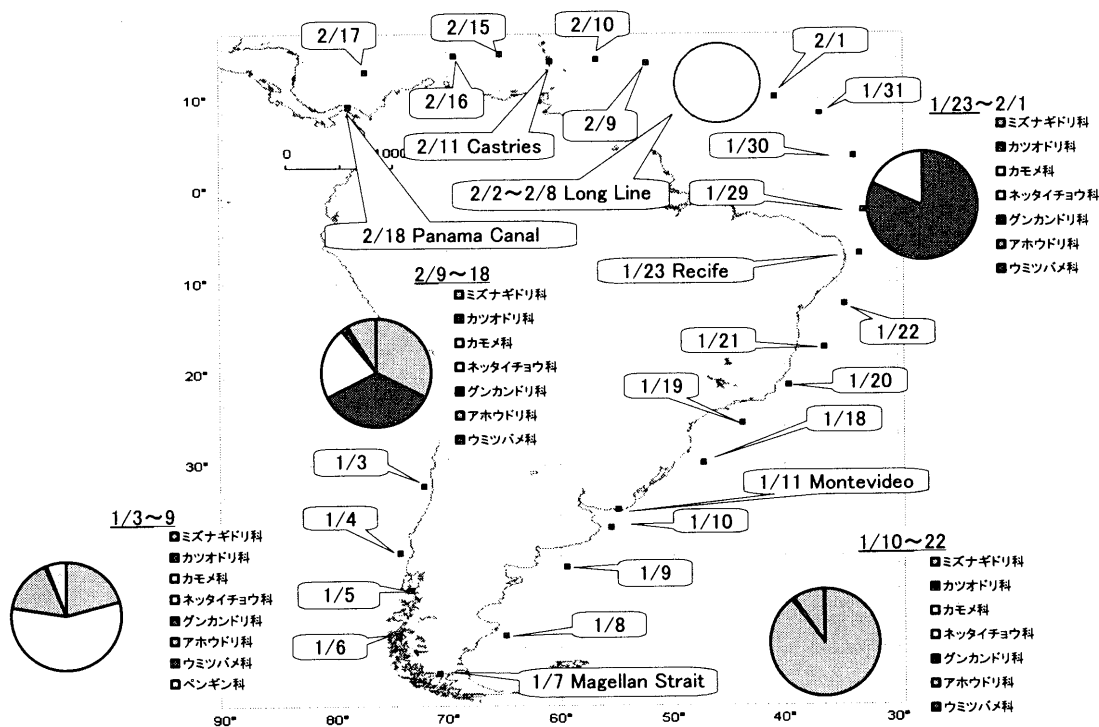 2/17
2/15
2/10
2/1
2/16
2/9
1/31
10°
2/11 Castries
0
1000
1/30
1/23～2/1
ミズナギドリ科
カツオドリ科
カモメ科
ネッタイチョウ科
グンカンドリ科
アホウドリ科
ウミツバメ科
0°
2/2～2/8 Long Line
1/29
2/18 Panama Canal
1/23 Recife
2/9～18
ミズナギドリ科
カツオドリ科
カモメ科
ネッタイチョウ科
グンカンドリ科
アホウドリ科
ウミツバメ科
10°
10°
1/22
1/21
20°
20°
1/20
1/19
1/18
30°
30°
1/3
1/11 Montevideo
1/4
1/10
1/3～9
ミズナギドリ科
カツオドリ科
カモメ科
ネッタイチョウ科
グンカンドリ科
アホウドリ科
ウミツバメ科
ペンギン科
1/10～22
ミズナギドリ科
カツオドリ科
カモメ科
ネッタイチョウ科
グンカンドリ科
アホウドリ科
ウミツバメ科
1/9
1/5
1/8
1/6
1/7 Magellan Strait
90°
80°
70°
60°
50°
40°
30°